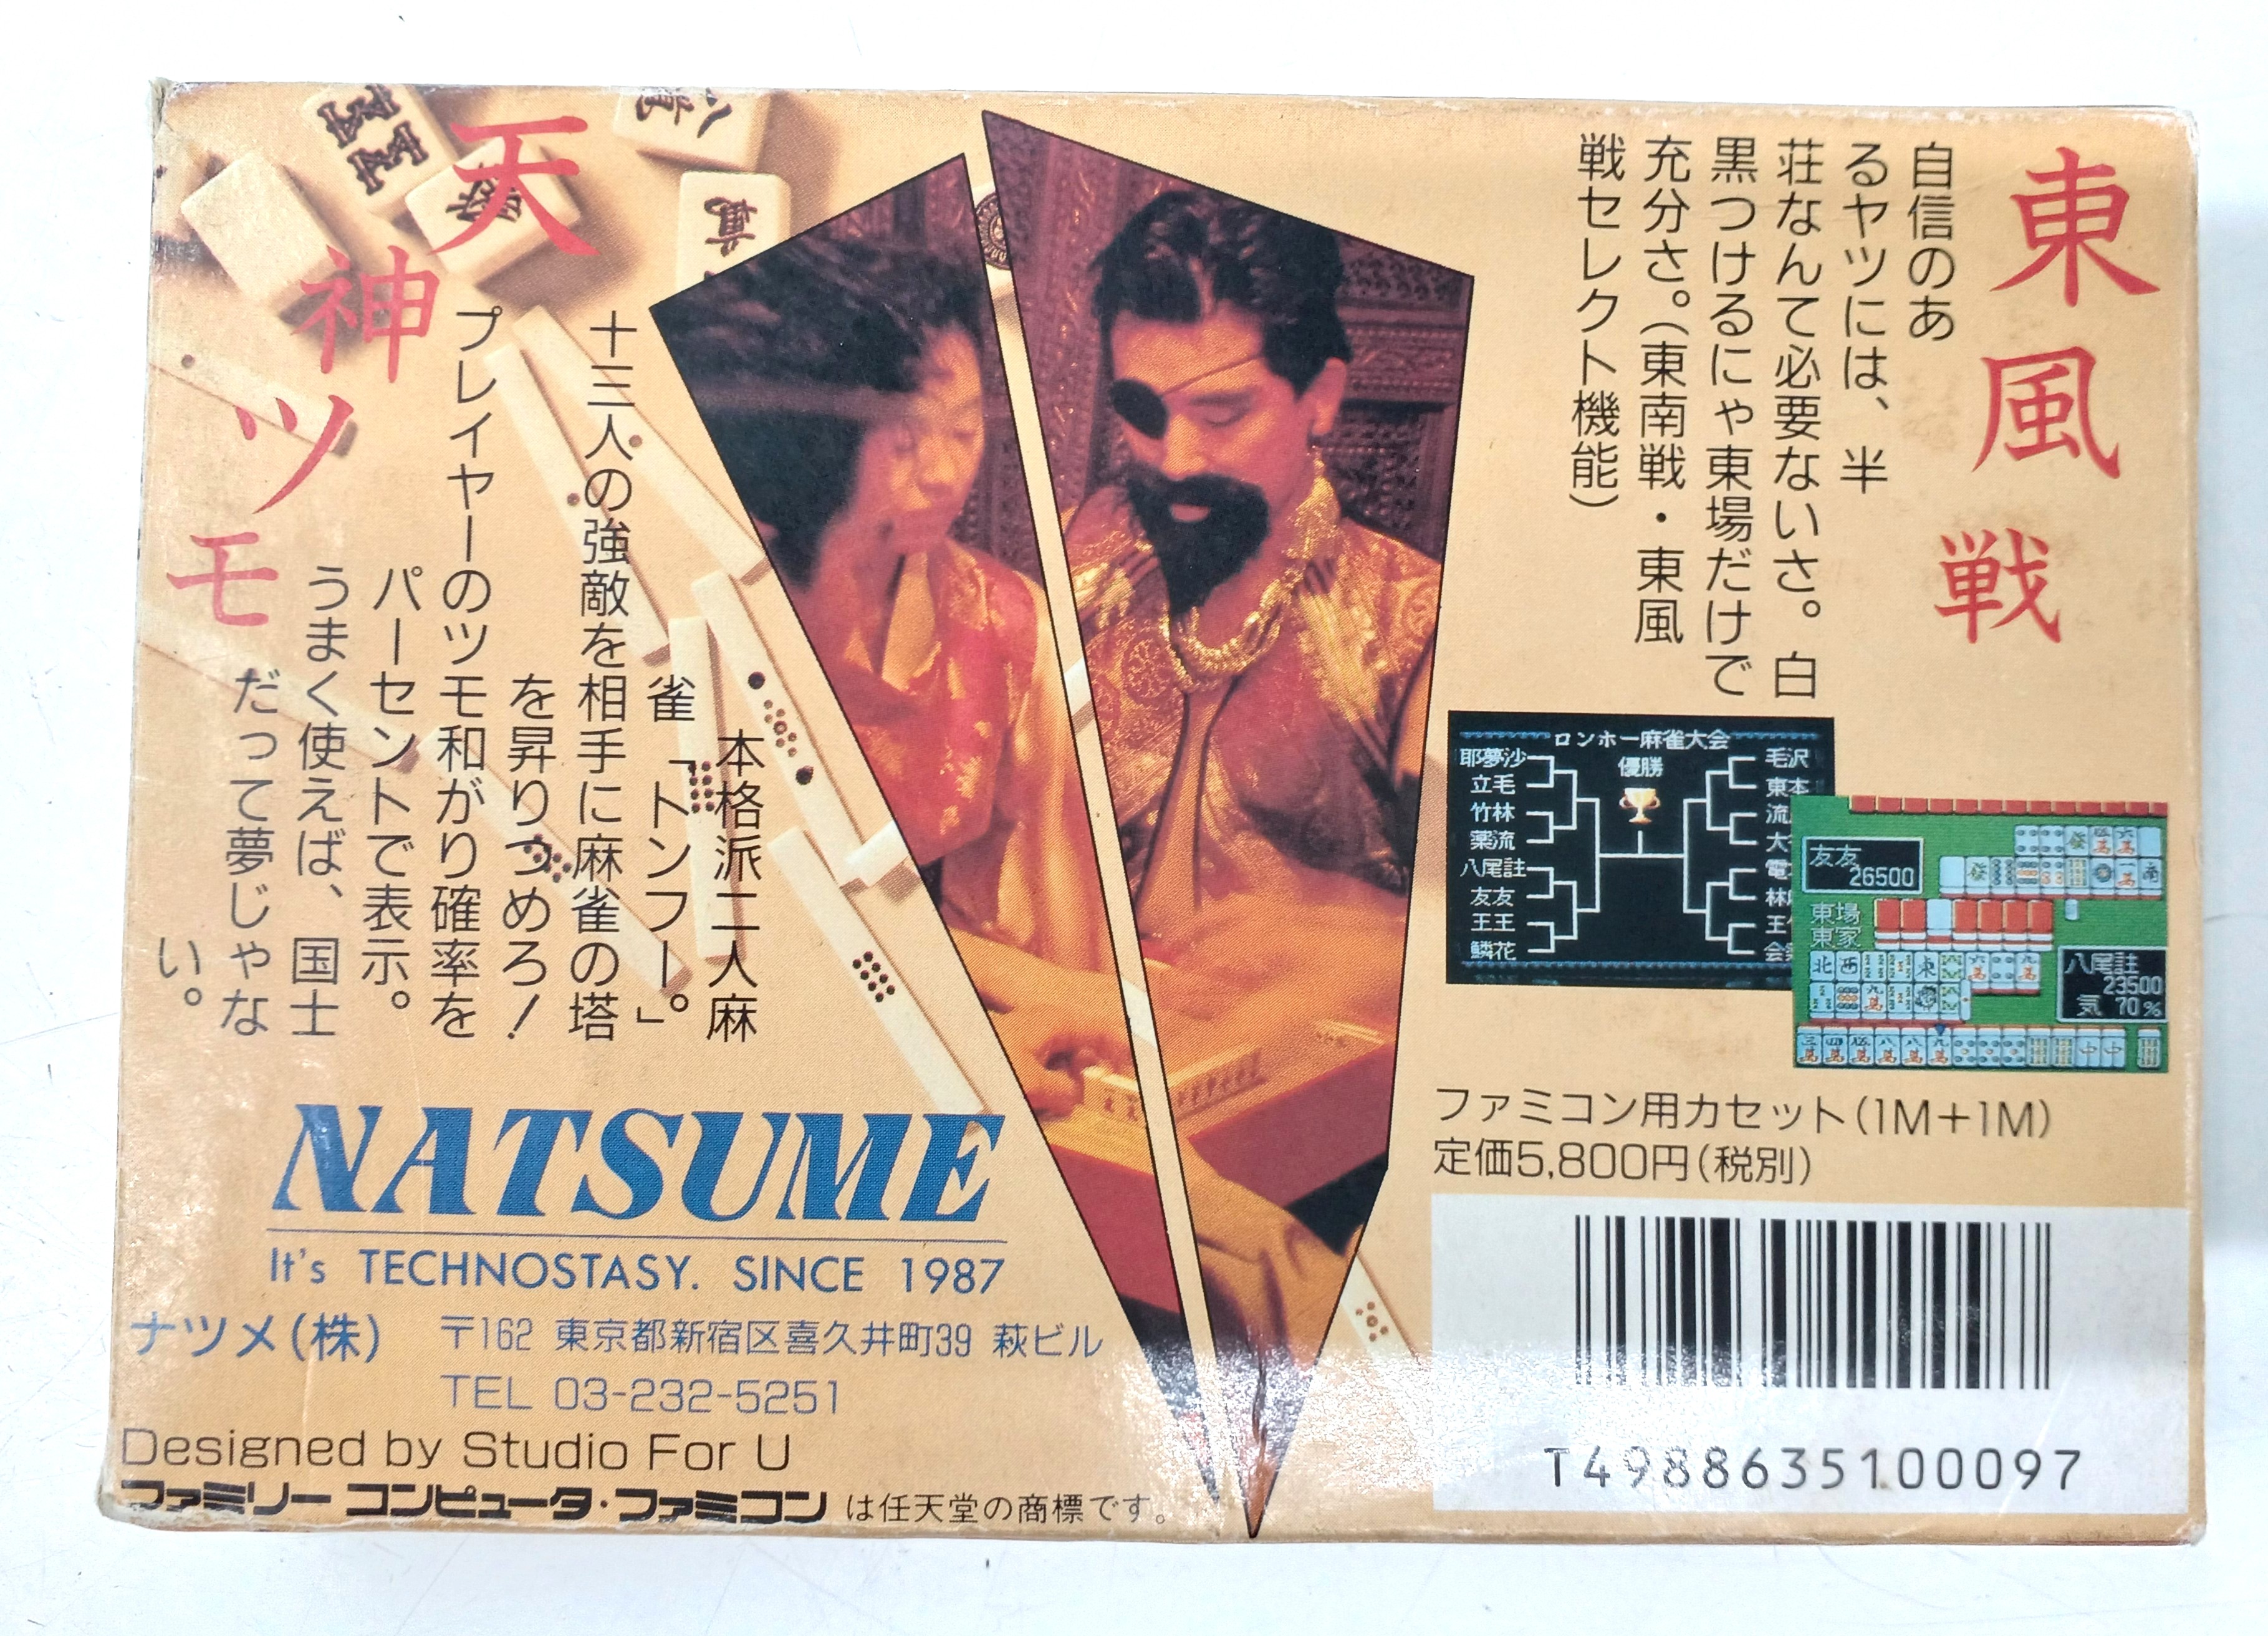 東風戦
自信のあ
るヤツには、半
荘なんて必要ないさ。白
黒つけるにゃ東場だけで
充分さ。(東南戦・東風
戦セレクト機能)
天神ツモ
本格派二人麻
雀「トンフー。」
十三人の強敵を相手に麻雀の塔
を昇りつめろ!
プレイヤーのツモ和がり確率を
パーセントで表示。
うまく使えば、国士
だって夢じゃな
い。
ロンホー麻雀大会
優勝
耶夢沙
立毛
竹林
薬流
八尾註
友友
王王
鱗花
毛沢
東本
流
大
電
林
王
会
友友
26500
東場
東家
八尾註
23500
気 70%
ファミコン用カセット(1M+1M)
定価5,800円(税別)
T4988635100097
NATSUME
It's TECHNOSTASY. SINCE 1987
ナツメ(株) 〒162 東京都新宿区喜久井町39 萩ビル
TEL 03-232-5251
Designed by Studio For U
ファミリーコンピュータ・ファミコン は任天堂の商標です。